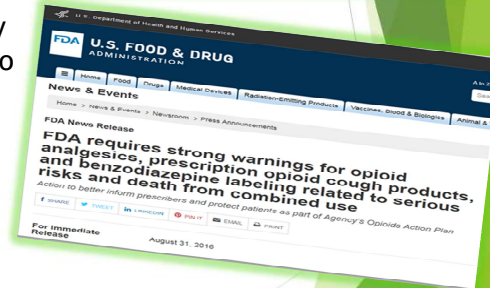 U.S. Department of Health and Human Services
FDA U.S. FOOD & DRUG
ADMINISTRATION
A to Z
Home Food Drugs Medical Devices Radiation-Emitting Products Vaccines, Blood & Biologics Animal &
News & Events
Home > News & Events > Newsroom > Press Announcements
FDA News Release
FDA requires strong warnings for opioid
analgesics, prescription opioid cough products,
and benzodiazepine labeling related to serious
risks and death from combined use
Action to better inform prescribers and protect patients as part of Agency's Opioids Action Plan
f SHARE TWEET in LINKEDIN PIN IT EMAIL PRINT
For Immediate
Release
August 31, 2016